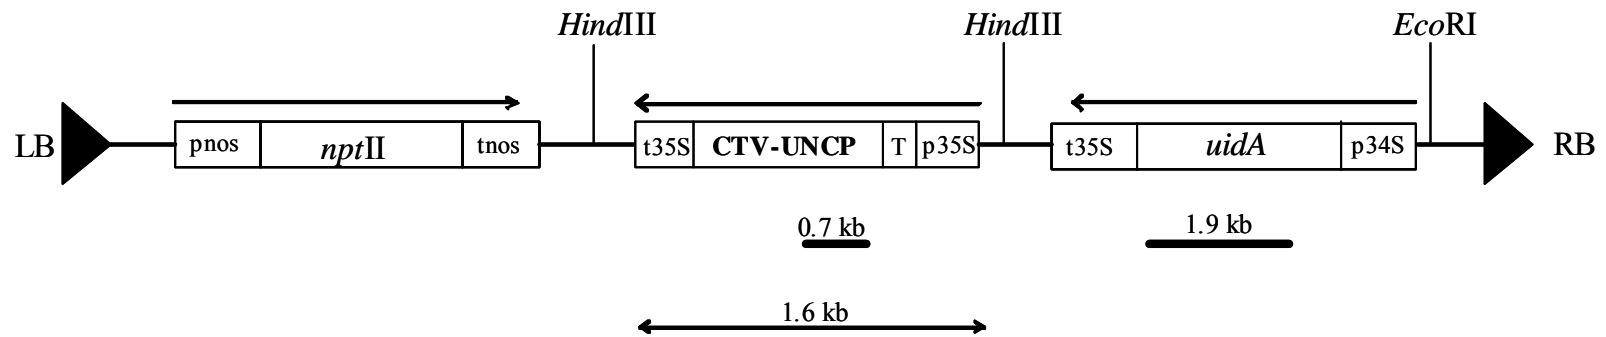 HindIII HindIII EcoRI
LB pnos nptII tnos t35S CTV-UNCP T p35S t35S uidA p34S RB
0.7 kb 1.9 kb
1.6 kb